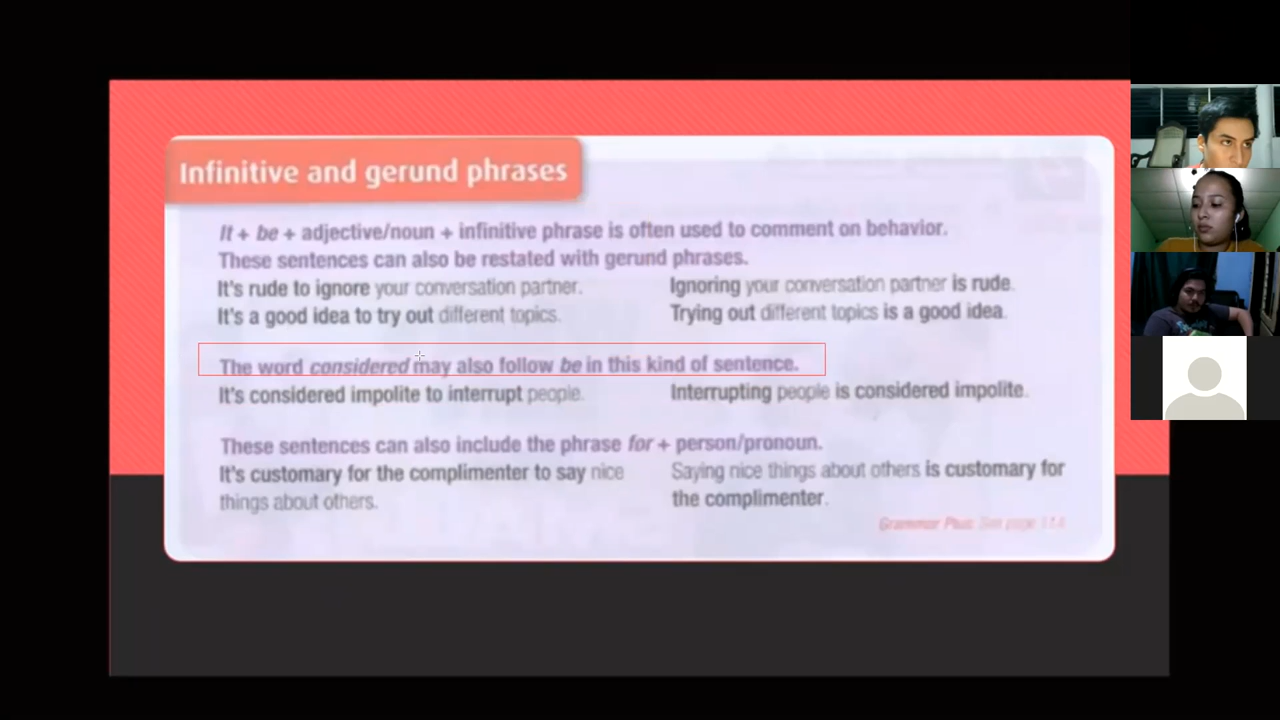 Infinitive and gerund phrases
It + be + adjective/noun + infinitive phrase is often used to comment on behavior.
These sentences can also be restated with gerund phrases.
It's rude to ignore your conversation partner. Ignoring your conversation partner is rude.
It's a good idea to try out different topics. Trying out different topics is a good idea.
The word considered may also follow be in this kind of sentence.
It's considered impolite to interrupt people. Interrupting people is considered impolite.
These sentences can also include the phrase for + person/pronoun.
It's customary for the complimenter to say nice Saying nice things about others is customary for
things about others. the complimenter.
Grammar Plus: See page